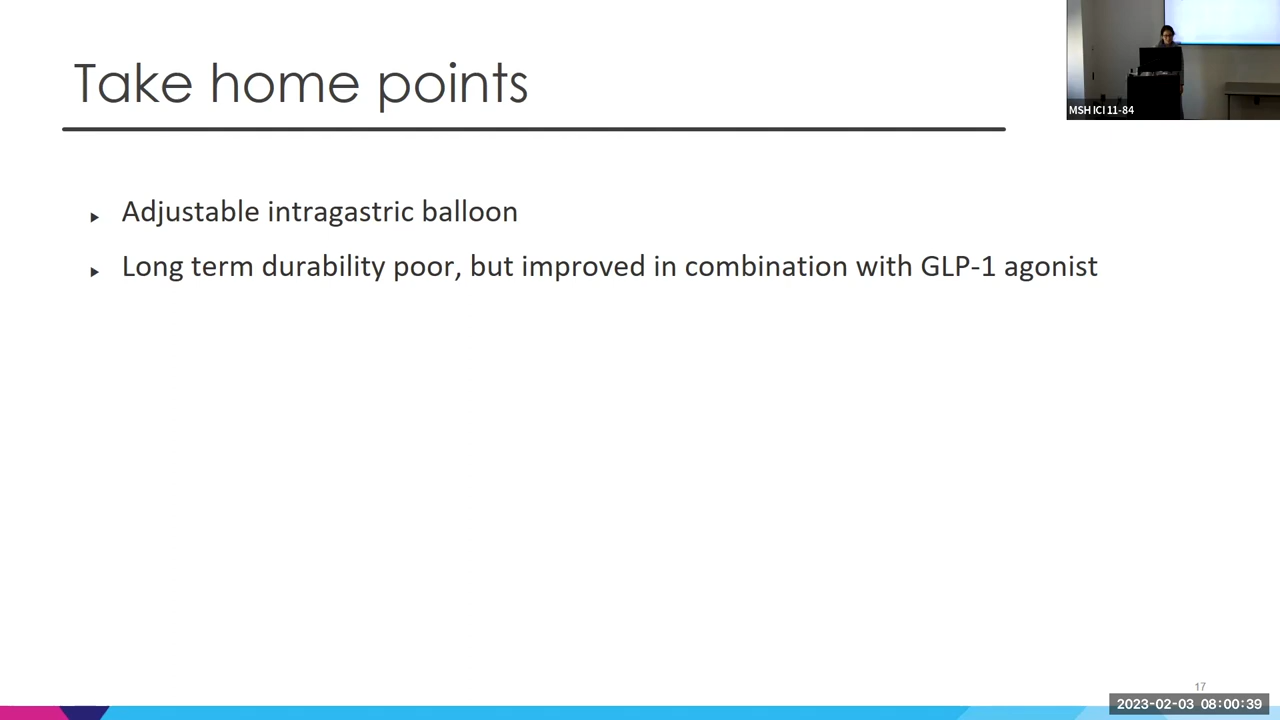 Take home points
MSH ICI 11-84
Adjustable intragastric balloon
Long term durability poor, but improved in combination with GLP-1 agonist
17
2023-02-03 08:00:39